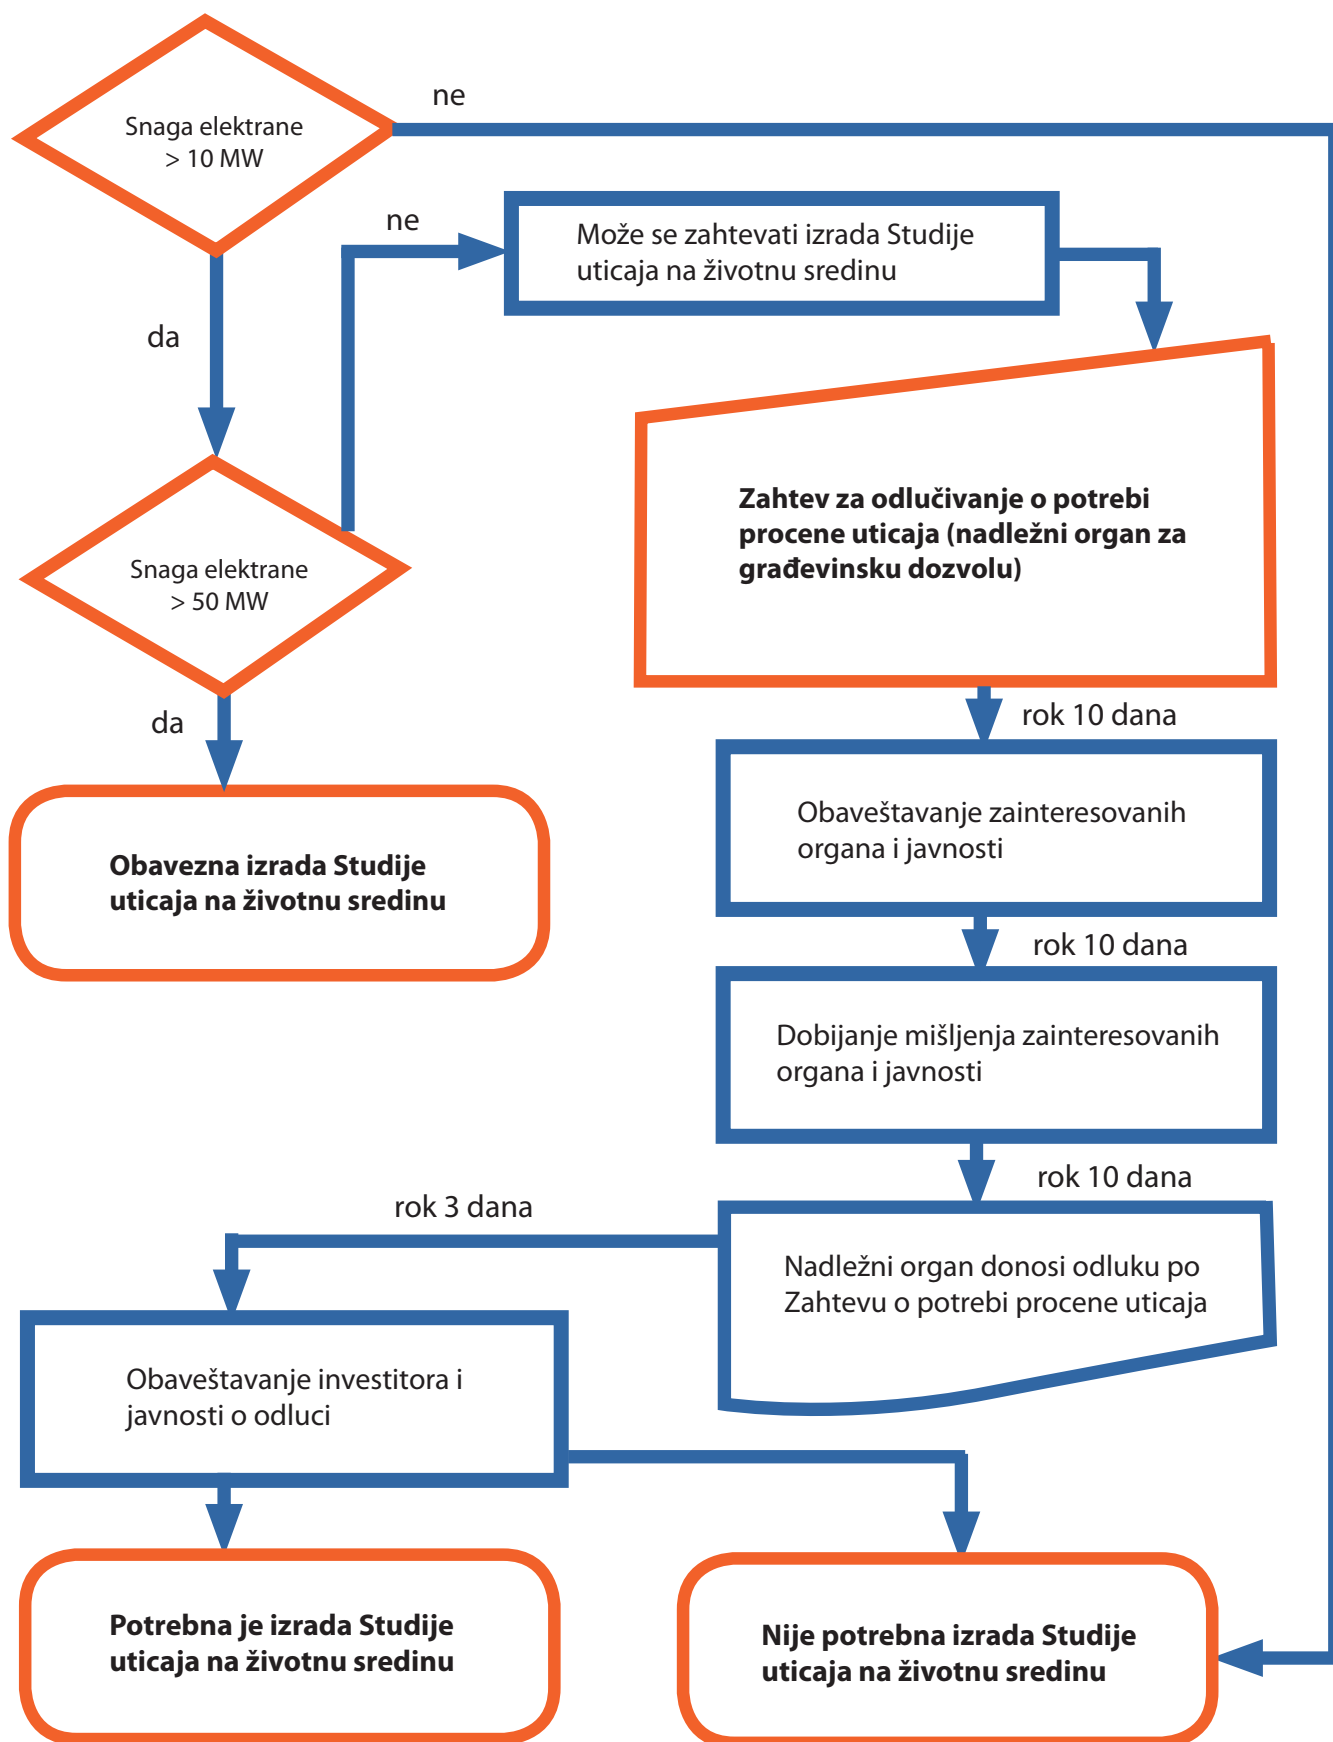 Snaga elektrane
> 10 MW
ne
da
ne
Može se zahtevati izrada Studije
uticaja na životnu sredinu
Snaga elektrane
> 50 MW
da
Zahtev za odlučivanje o potrebi
procene uticaja (nadležni organ za
građevinsku dozvolu)
rok 10 dana
Obavezna izrada Studije
uticaja na životnu sredinu
Obaveštavanje zainteresovanih
organa i javnosti
rok 10 dana
Dobijanje mišljenja zainteresovanih
organa i javnosti
rok 10 dana
Nadležni organ donosi odluku po
Zahtevu o potrebi procene uticaja
rok 3 dana
Obaveštavanje investitora i
javnosti o odluci
Potrebna je izrada Studije
uticaja na životnu sredinu
Nije potrebna izrada Studije
uticaja na životnu sredinu